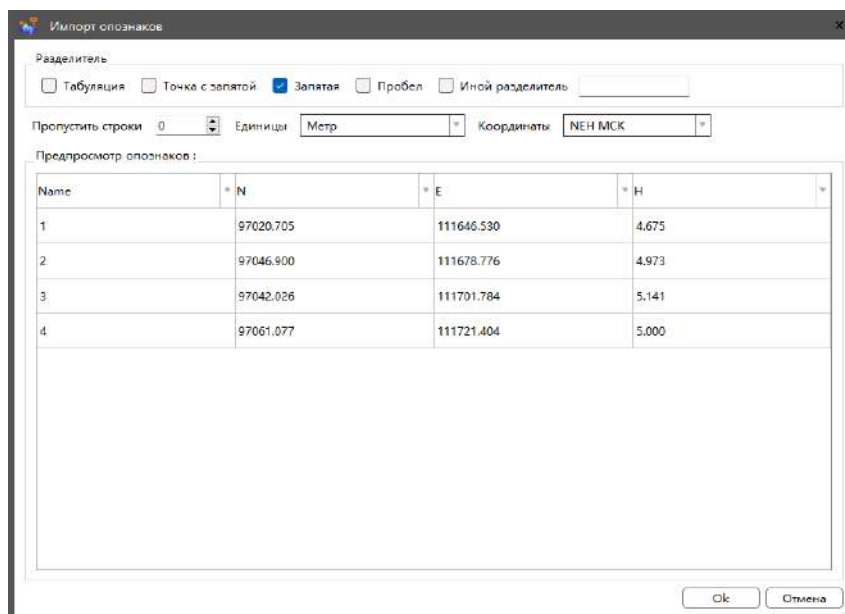 Импорт опознаков
Разделитель
Табуляция Точка с запятой Запятая Пробел Иной разделитель
Пропустить строки 0 Единицы Метр Координаты NEH МСК
Предпросмотр опознаков :
Name N E H
1 97020.705 111646.530 4.675
2 97046.900 111678.776 4.973
3 97042.026 111701.784 5.141
4 97061.077 111721.404 5.000
Ok Отмена